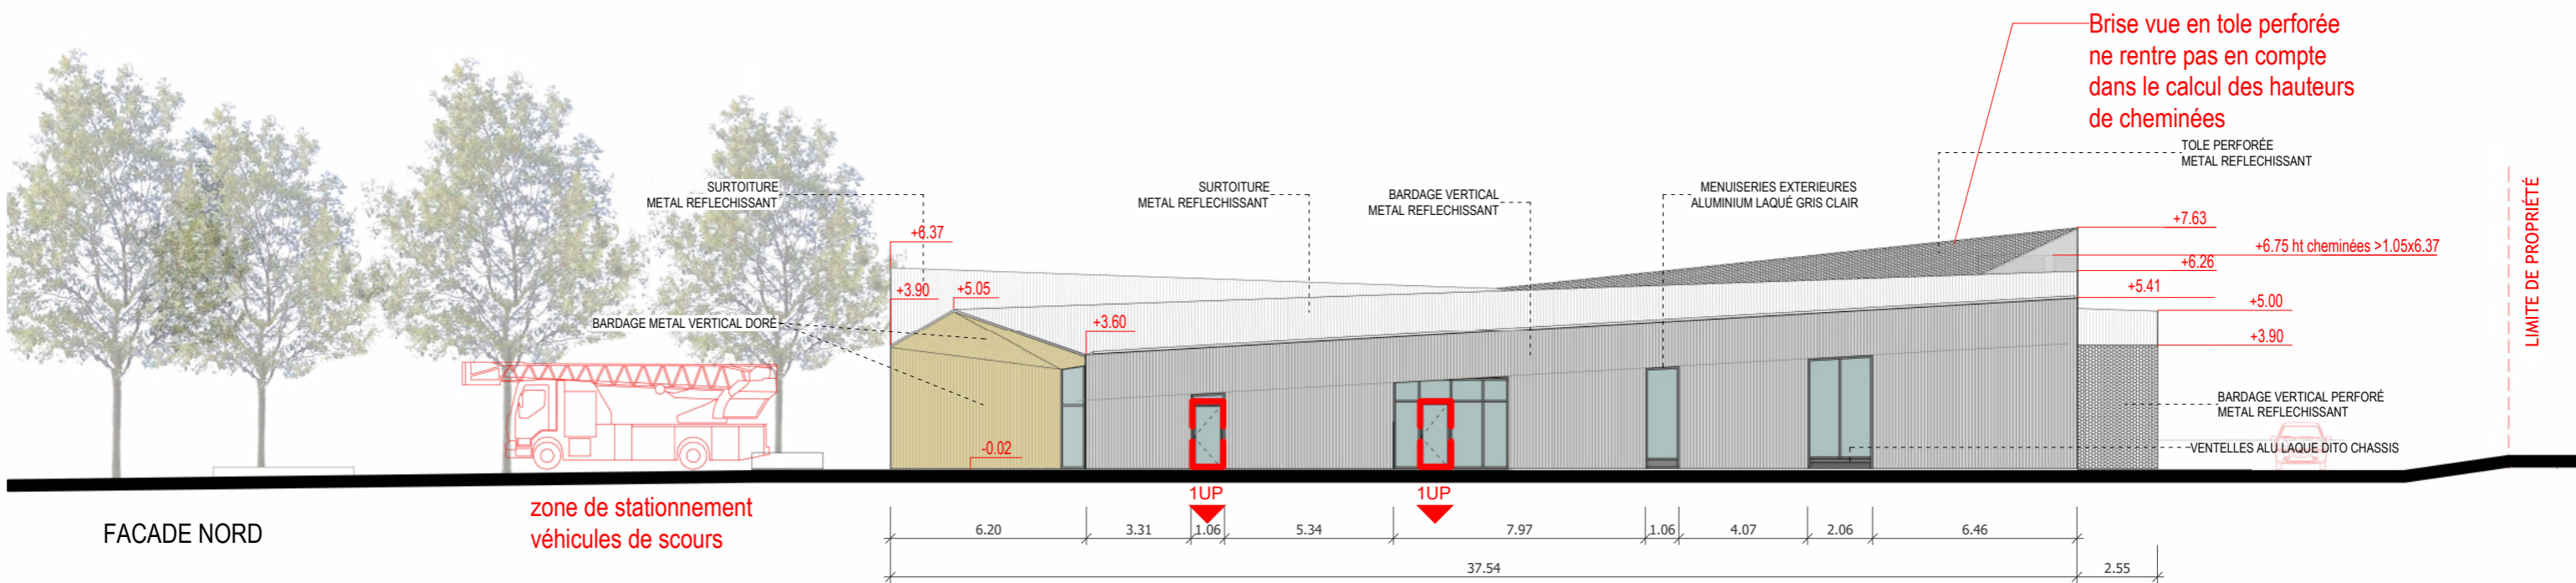 Brise vue en tole perforée
ne rentre pas en compte
dans le calcul des hauteurs
de cheminées
TOLE PERFORÉE
METAL REFLECHISSANT
SURTOITURE
METAL REFLECHISSANT
SURTOITURE
METAL REFLECHISSANT
BARDAGE VERTICAL
METAL REFLECHISSANT
MENUISERIES EXTERIEURES
ALUMINIUM LAQUÉ GRIS CLAIR
LIMITE DE PROPRIÉTÉ
+7.63
+6.37
+6.75 ht cheminées >1.05x6.37
+6.26
+3.90
+5.05
+5.41
+5.00
BARDAGE METAL VERTICAL DORÉ
+3.60
+3.90
BARDAGE VERTICAL PERFORÉ
METAL REFLECHISSANT
-0.02
VENTELLES ALU LAQUE DITO CHASSIS
1UP
1UP
zone de stationnement
véhicules de scours
FACADE NORD
6.20
3.31
1.06
5.34
7.97
1.06
4.07
2.06
6.46
37.54
2.55